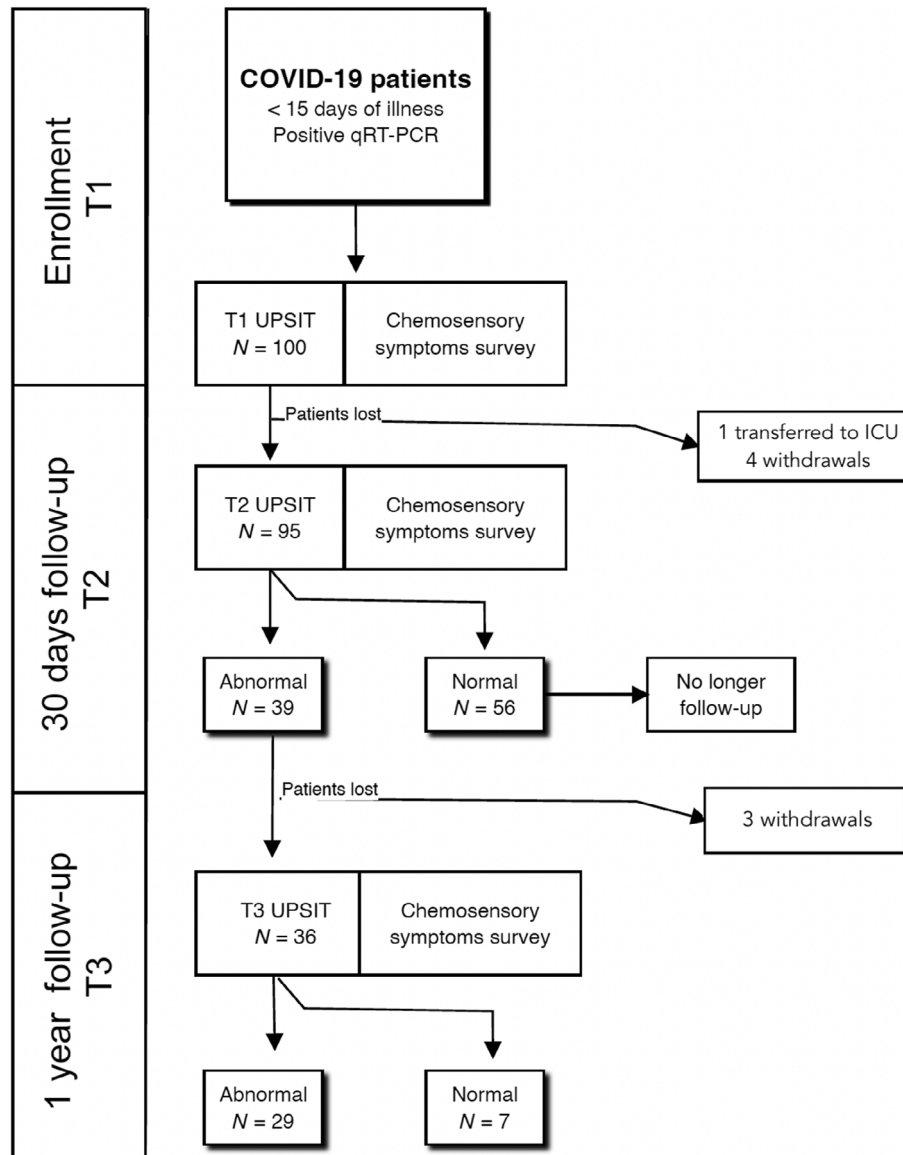 Enrollment
T1
COVID-19 patients
< 15 days of illness
Positive qRT-PCR
T1 UPSIT
N = 100
Chemosensory
symptoms survey
Patients lost
1 transferred to ICU
4 withdrawals
30 days follow-up
T2
T2 UPSIT
N = 95
Chemosensory
symptoms survey
Abnormal
N = 39
Normal
N = 56
No longer
follow-up
Patients lost
3 withdrawals
1 year follow-up
T3
T3 UPSIT
N = 36
Chemosensory
symptoms survey
Abnormal
N = 29
Normal
N = 7